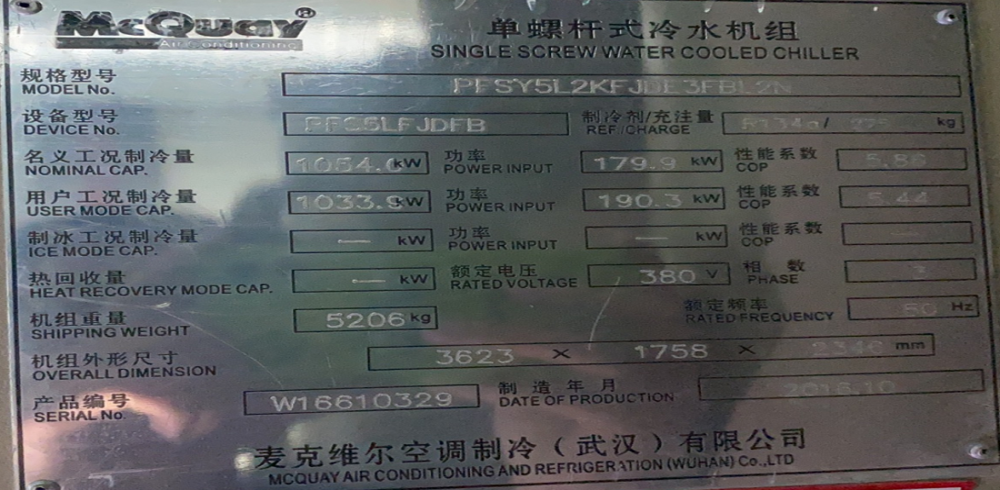 McQuay®
Air Conditioning
单螺杆式冷水机组
SINGLE SCREW WATER COOLED CHILLER
规格型号 PFSY5L2KFJDE3FBL2N
MODEL No.
设备型号 PFS5LFJDFB 制冷剂/充注量 R134a/ kg
DEVICE No. REF./CHARGE
名义工况制冷量 1054.0kW 功率 179.9 kW 性能系数 5.86
NOMINAL CAP. POWER INPUT COP
用户工况制冷量 1033.9kW 功率 190.3 kW 性能系数 5.44
USER MODE CAP. POWER INPUT COP
制冰工况制冷量 — kW 功率 — kW 性能系数 —
ICE MODE CAP. POWER INPUT COP
热回收量 — kW 额定电压 380 V 相数
HEAT RECOVERY MODE CAP. RATED VOLTAGE PHASE
机组重量 5206 kg 额定频率 50 Hz
SHIPPING WEIGHT RATED FREQUENCY
机组外形尺寸 3623 × 1758 × mm
OVERALL DIMENSION
产品编号 W16610329 制造年月 2016.10
SERIAL No. DATE OF PRODUCTION
麦克维尔空调制冷（武汉）有限公司
MCQUAY AIR CONDITIONING AND REFRIGERATION (WUHAN) Co.,LTD